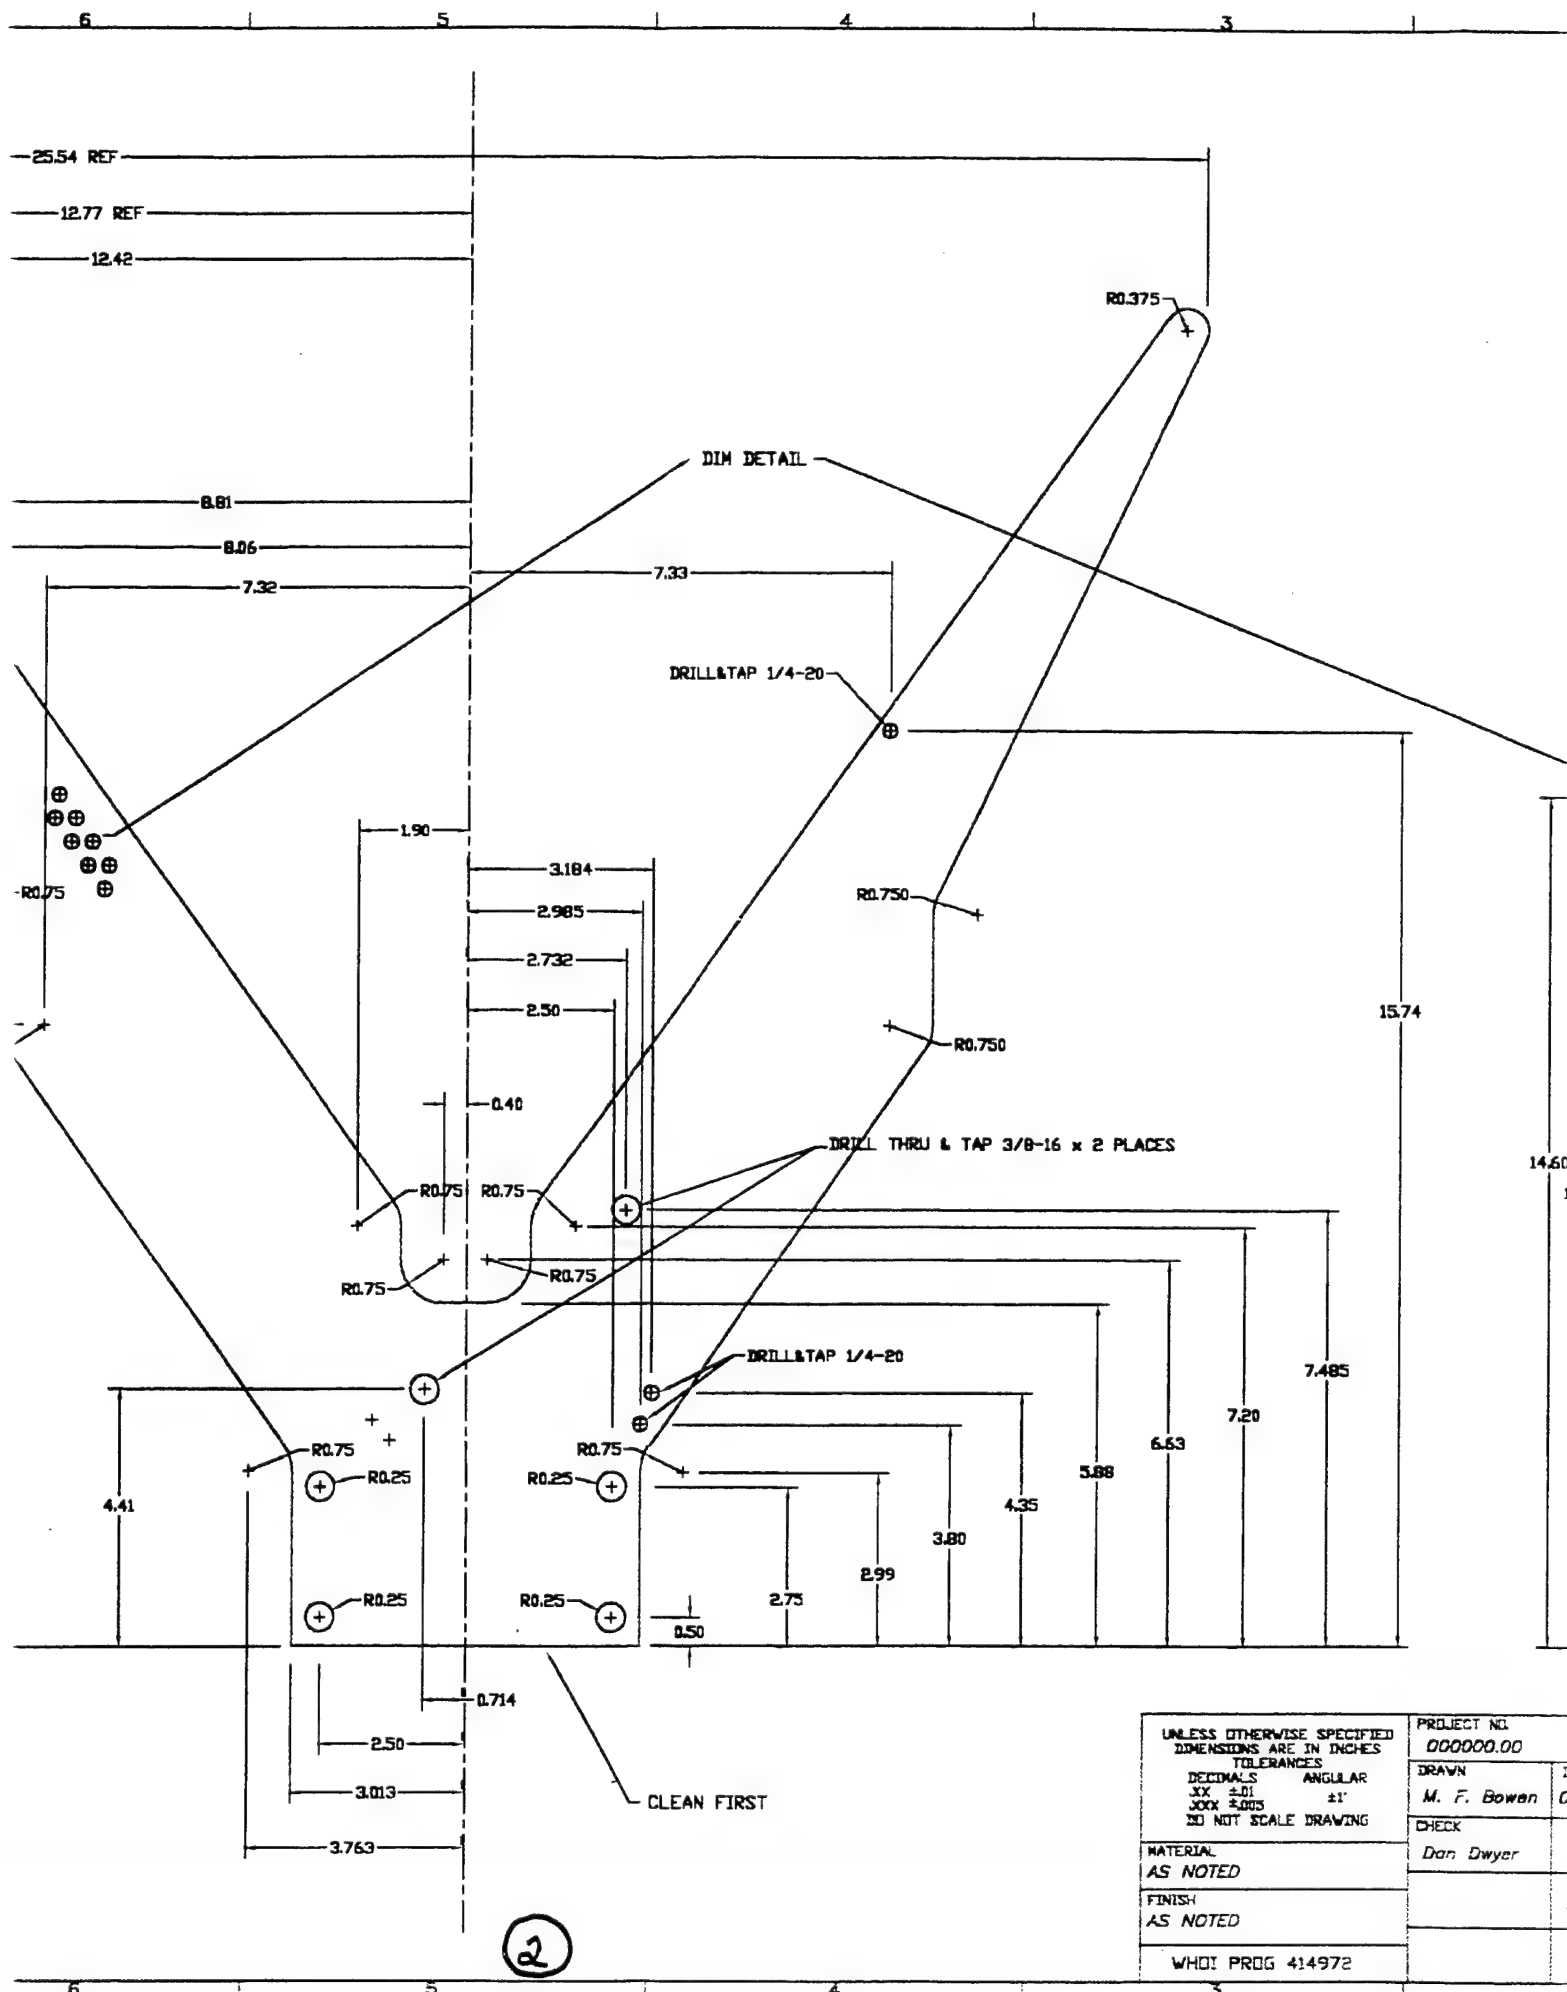 6 5 4 3
25.54 REF
12.77 REF
12.42
R0.375
DIM DETAIL
8.81
8.06
7.32
7.33
DRILL&TAP 1/4-20
1.90
3.184
R0.75
R0.750
2.985
2.732
2.50
15.74
R0.750
0.40
DRILL THRU & TAP 3/8-16 x 2 PLACES
14.60
R0.75 R0.75
R0.75
R0.75
DRILL&TAP 1/4-20
7.485
7.20
6.63
5.88
R0.75
R0.75
R0.25
R0.25
4.41
4.35
3.80
2.99
2.75
R0.25
R0.25
0.50
0.714
2.50
3.013
CLEAN FIRST
3.763
UNLESS OTHERWISE SPECIFIED
DIMENSIONS ARE IN INCHES
TOLERANCES
DECIMALS ANGULAR
.XX ±.01 ±1°
.XXX ±.005
DO NOT SCALE DRAWING
MATERIAL
AS NOTED
FINISH
AS NOTED
WHOI PROG 414972
PROJECT NO.
000000.00
DRAWN
M. F. Bowen
CHECK
Dan Dwyer
2
6 5 4 3